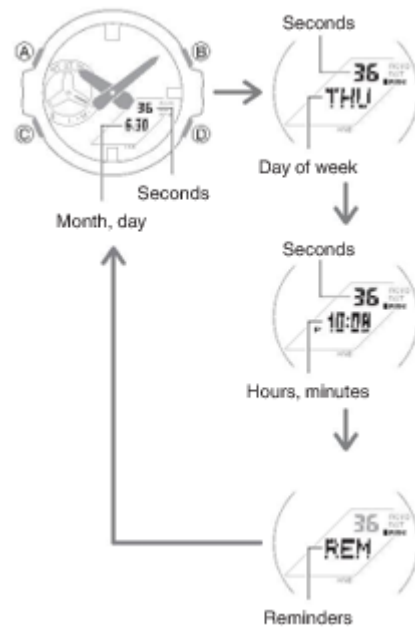 Seconds
A
B
36
THU
36
6.30
C
D
Day of week
Seconds
Month, day
Seconds
36
P 10:08
Hours, minutes
36
REM
Reminders